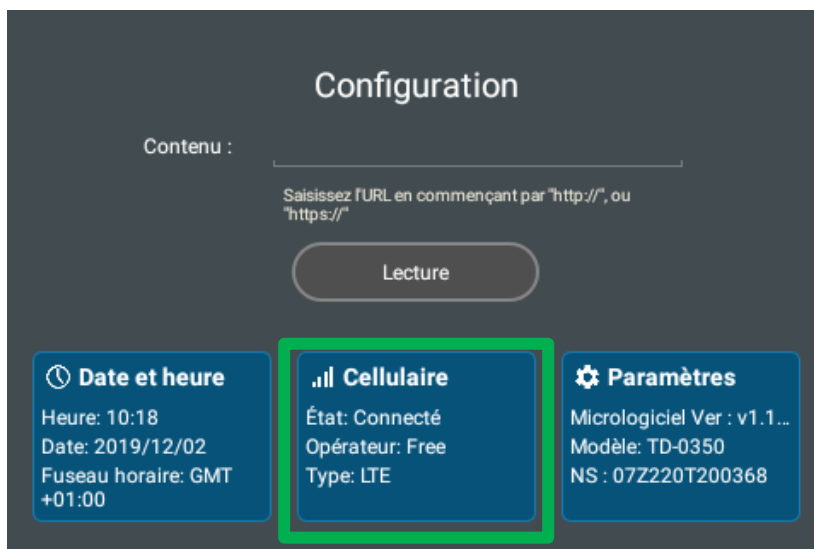 Configuration
Contenu :
Saisissez l'URL en commençant par "http://", ou
"https://"
Lecture
Date et heure
Heure: 10:18
Date: 2019/12/02
Fuseau horaire: GMT
+01:00
Cellulaire
État: Connecté
Opérateur: Free
Type: LTE
Paramètres
Micrologiciel Ver : v1.1...
Modèle: TD-0350
NS : 07Z220T200368